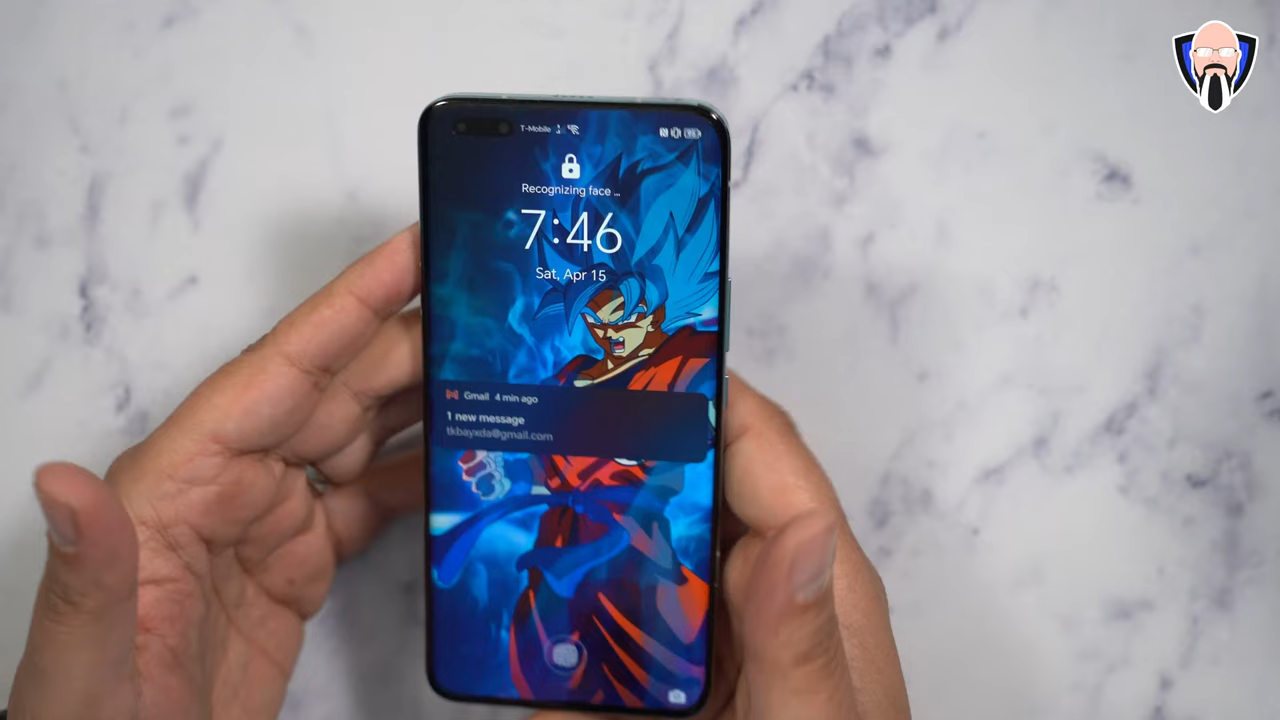 T-Mobile
Recognizing face ...
7:46
Sat, Apr 15
Gmail 4 min ago
1 new message
tkbayxda@gmail.com